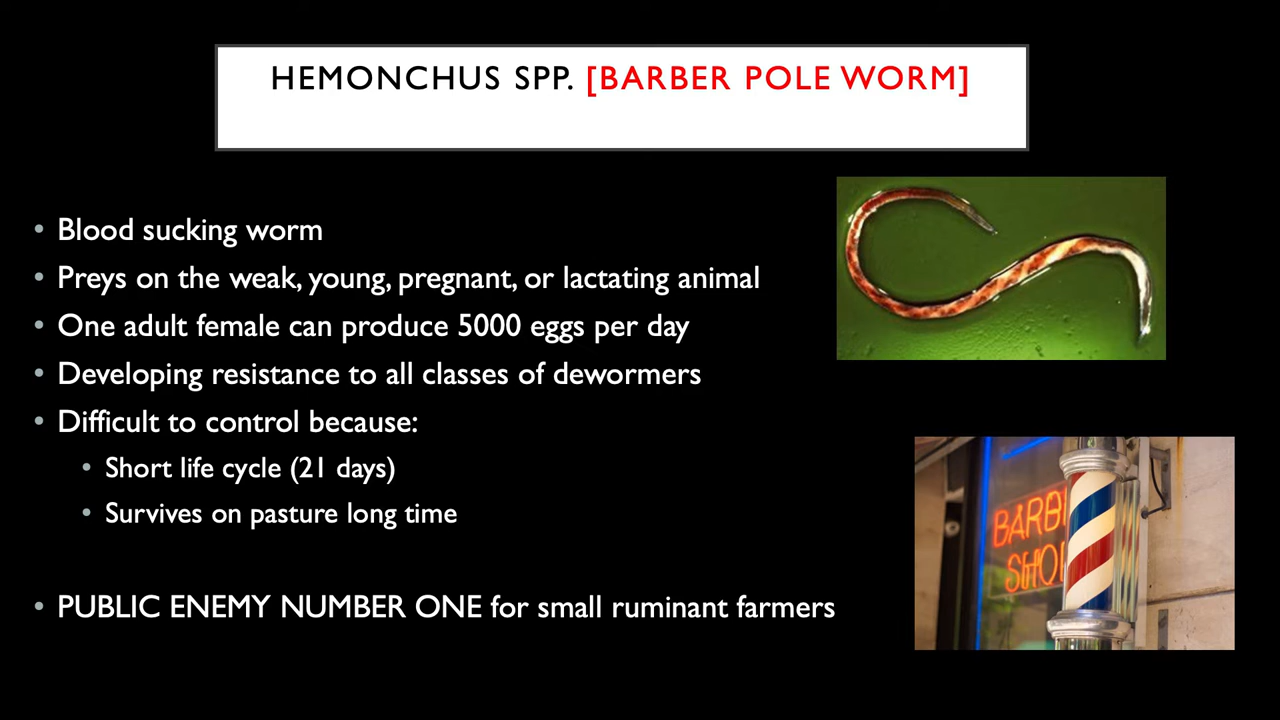 HEMONCHUS SPP. [BARBER POLE WORM]
• Blood sucking worm
• Preys on the weak, young, pregnant, or lactating animal
• One adult female can produce 5000 eggs per day
• Developing resistance to all classes of dewormers
• Difficult to control because:
• Short life cycle (21 days)
• Survives on pasture long time
• PUBLIC ENEMY NUMBER ONE for small ruminant farmers
BARB
SHO